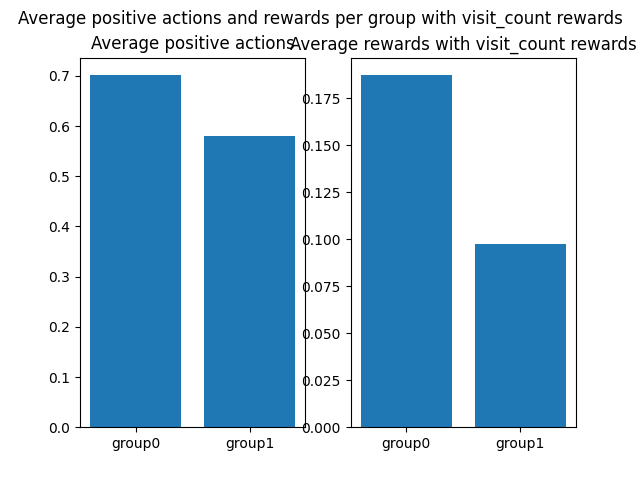 Average positive actions and rewards per group with visit_count rewards
Average positive actions
Average rewards with visit_count rewards
0.7
0.6
0.5
0.4
0.3
0.2
0.1
0.0
group0
group1
0.175
0.150
0.125
0.100
0.075
0.050
0.025
0.000
group0
group1